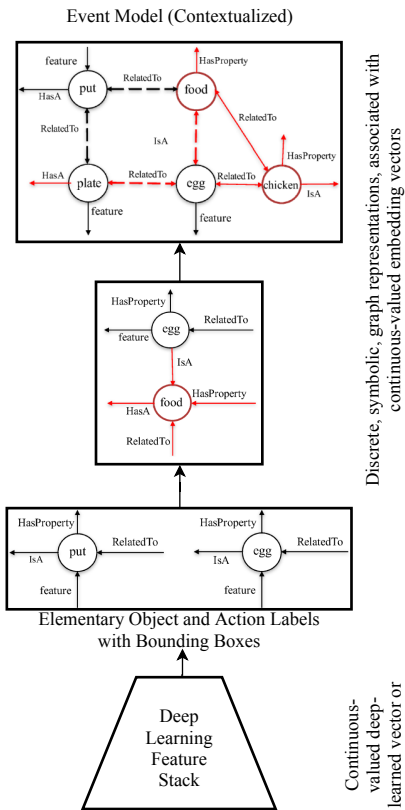 Event Model (Contextualized)
feature
HasProperty
put
RelatedTo
food
HasA
RelatedTo
RelatedTo
IsA
HasProperty
HasA
plate
RelatedTo
egg
RelatedTo
chicken
IsA
feature
feature
HasProperty
egg
RelatedTo
feature
IsA
food
HasProperty
HasA
RelatedTo
HasProperty
put
RelatedTo
IsA
feature
HasProperty
egg
RelatedTo
IsA
feature
Elementary Object and Action Labels
with Bounding Boxes
Deep
Learning
Feature
Stack
Discrete, symbolic, graph representations, associated with
continuous-valued embedding vectors
Continuous-
valued deep-
learned vector or